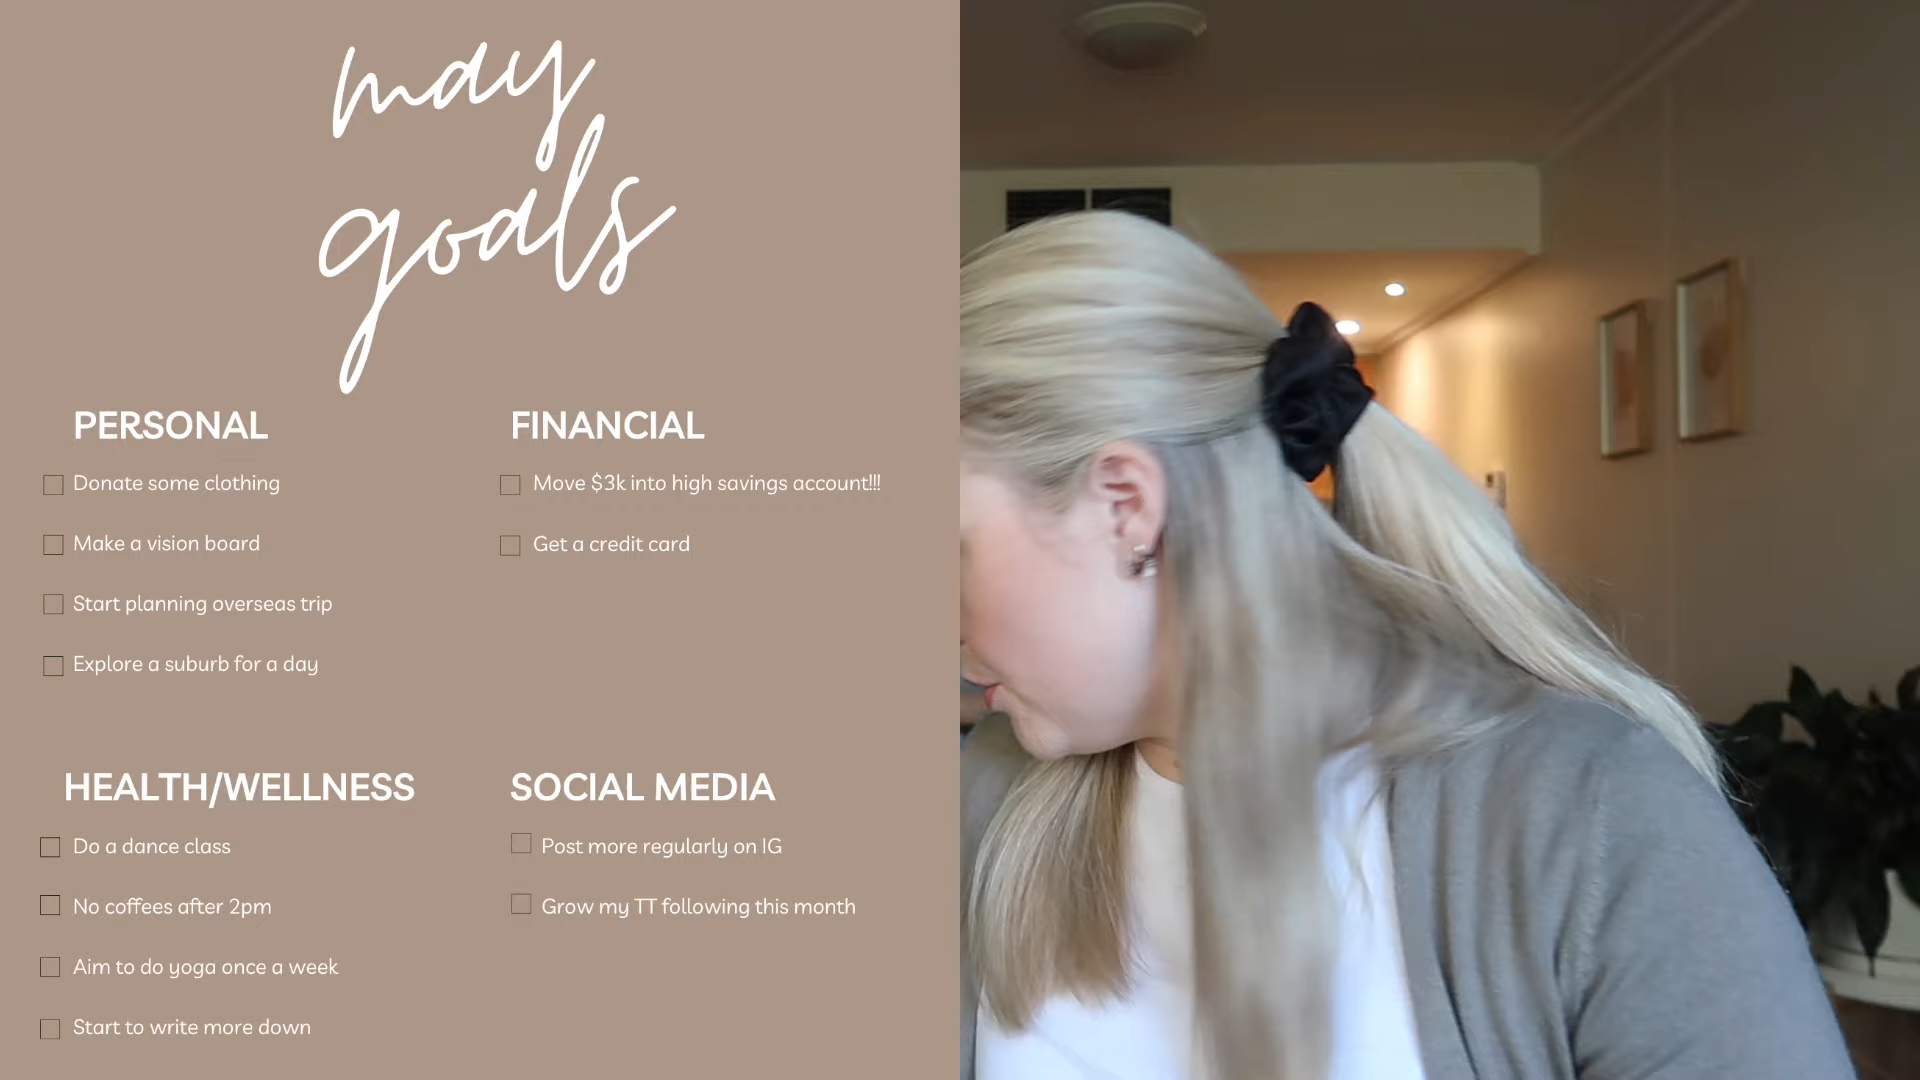 may
goals
PERSONAL
Donate some clothing
Make a vision board
Start planning overseas trip
Explore a suburb for a day
FINANCIAL
Move $3k into high savings account!!!
Get a credit card
HEALTH/WELLNESS
Do a dance class
No coffees after 2pm
Aim to do yoga once a week
Start to write more down
SOCIAL MEDIA
Post more regularly on IG
Grow my TT following this month